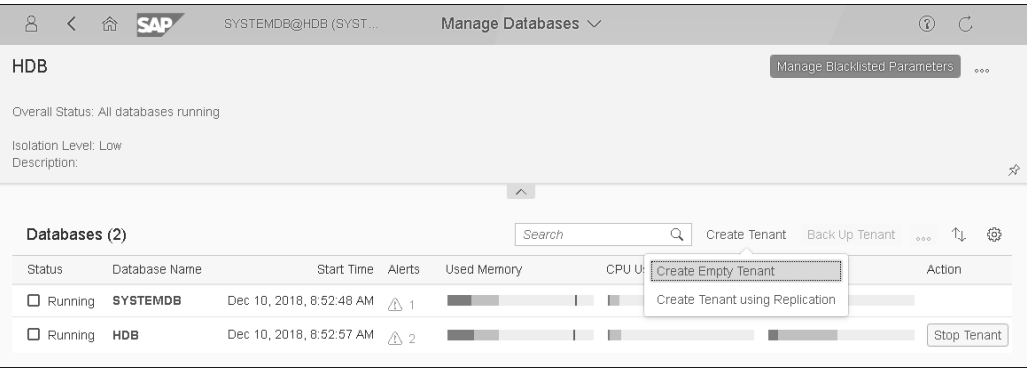 SAP SYSTEMDB@HDB (SYST... Manage Databases
HDB Manage Blacklisted Parameters
Overall Status: All databases running
Isolation Level: Low
Description:
Databases (2) Search Create Tenant Back Up Tenant
Status Database Name Start Time Alerts Used Memory CPU U Action
Create Empty Tenant
Create Tenant using Replication
Running SYSTEMDB Dec 10, 2018, 8:52:48 AM 1
Running HDB Dec 10, 2018, 8:52:57 AM 2 Stop Tenant